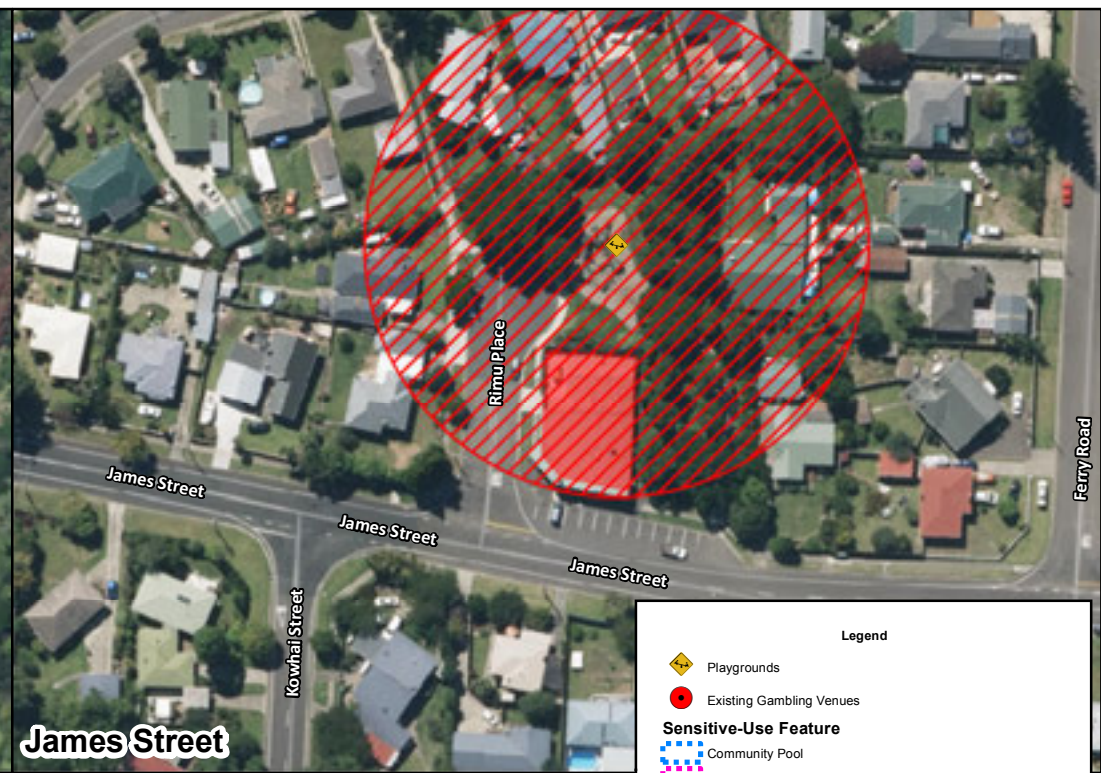 Rimu Place
Ferry Road
James Street
James Street
James Street
Kowhai Street
James Street
Legend
Playgrounds
Existing Gambling Venues
Sensitive-Use Feature
Community Pool